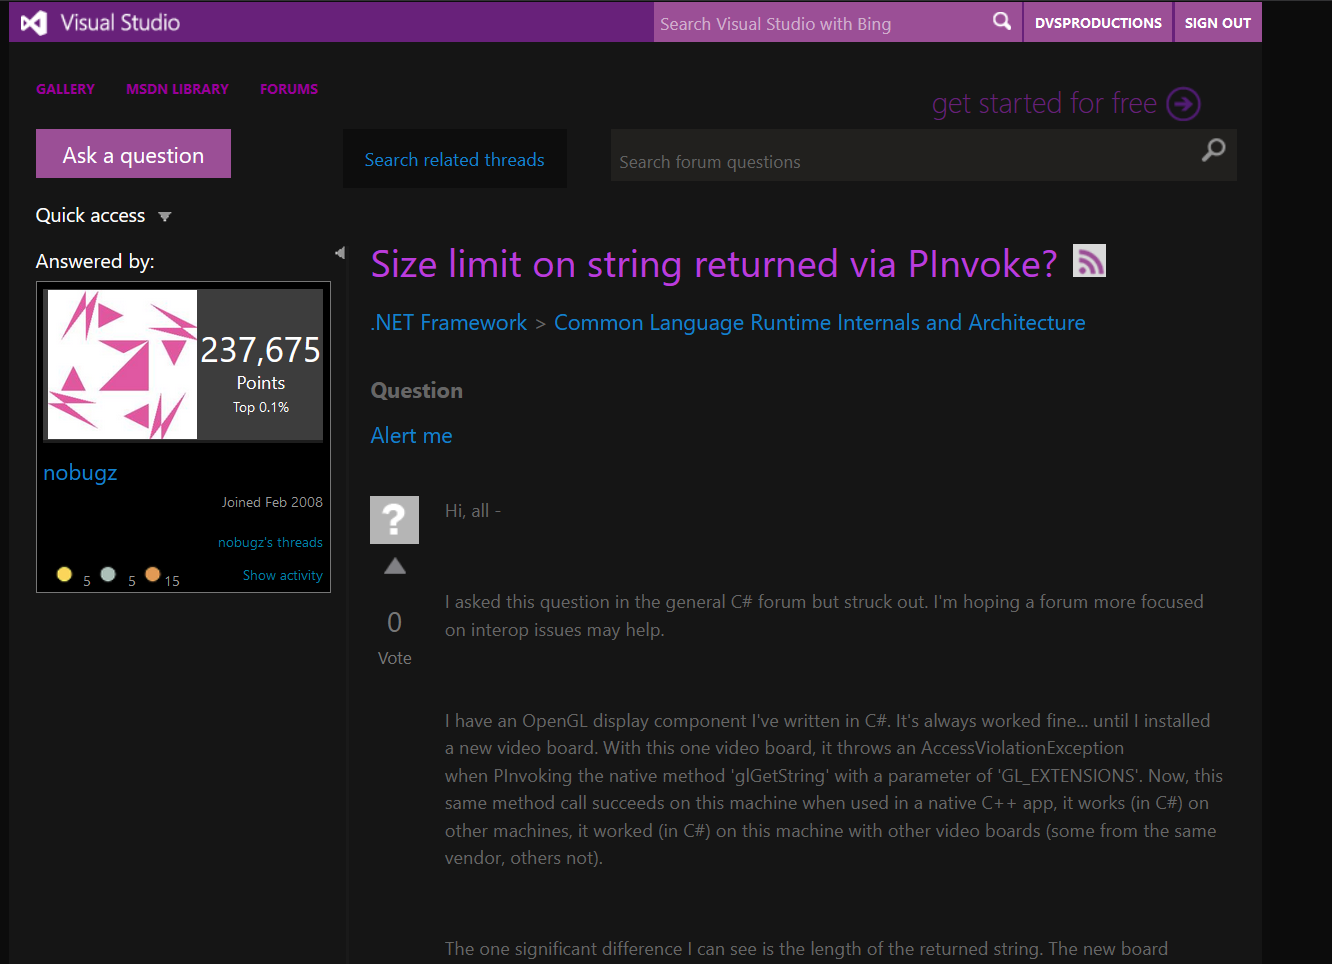 Visual Studio
Search Visual Studio with Bing
DVSPRODUCTIONS
SIGN OUT
GALLERY
MSDN LIBRARY
FORUMS
get started for free
Ask a question
Search related threads
Search forum questions
Quick access
Answered by:
237,675
Points
Top 0.1%
nobugz
Joined Feb 2008
nobugz's threads
5
5
15
Show activity
Size limit on string returned via PInvoke?
.NET Framework > Common Language Runtime Internals and Architecture
Question
Alert me
?
0
Vote
Hi, all -
I asked this question in the general C# forum but struck out. I'm hoping a forum more focused
on interop issues may help.
I have an OpenGL display component I've written in C#. It's always worked fine... until I installed
a new video board. With this one video board, it throws an AccessViolationException
when PInvoking the native method 'glGetString' with a parameter of 'GL_EXTENSIONS'. Now, this
same method call succeeds on this machine when used in a native C++ app, it works (in C#) on
other machines, it worked (in C#) on this machine with other video boards (some from the same
vendor, others not).
The one significant difference I can see is the length of the returned string. The new board